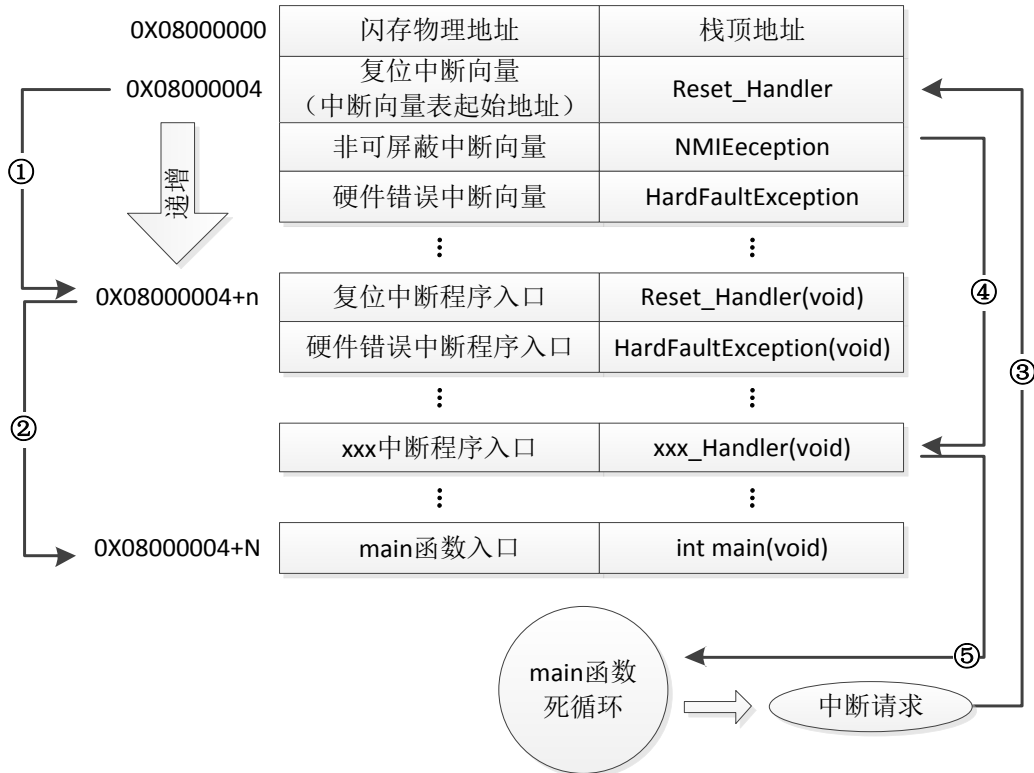 0X08000000
闪存物理地址
栈顶地址
0X08000004
复位中断向量
（中断向量表起始地址）
Reset_Handler
非可屏蔽中断向量
NMIEeception
①
递增
硬件错误中断向量
HardFaultException
④
0X08000004+n
复位中断程序入口
Reset_Handler(void)
硬件错误中断程序入口
HardFaultException(void)
③
②
xxx中断程序入口
xxx_Handler(void)
0X08000004+N
main函数入口
int main(void)
⑤
main函数
死循环
中断请求